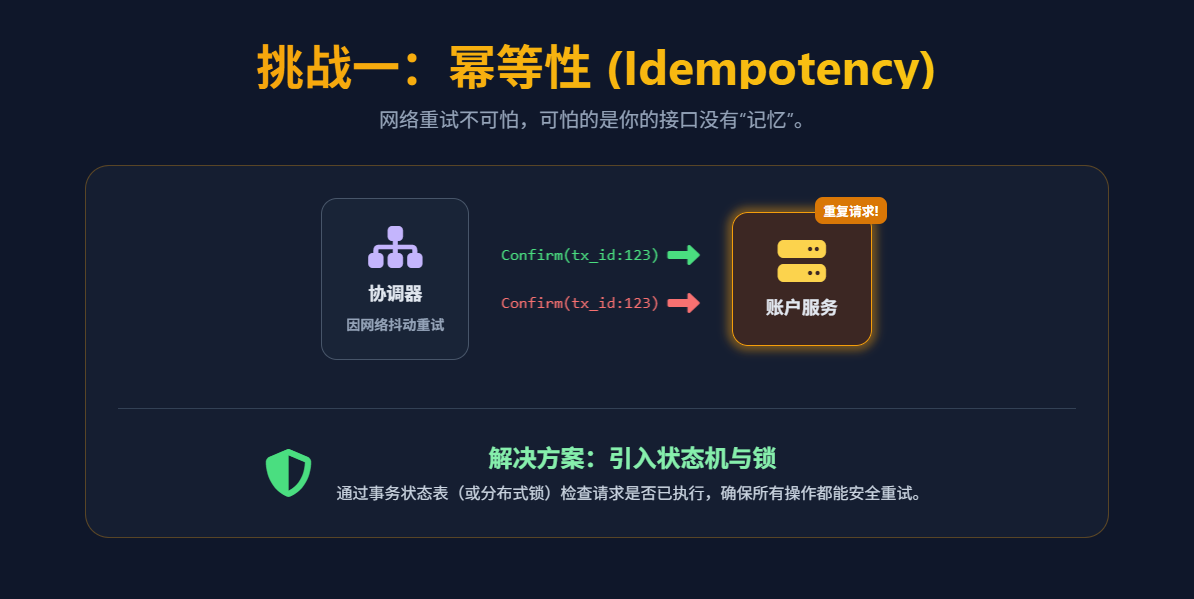 挑战一：幂等性 (Idempotency)
网络重试不可怕，可怕的是你的接口没有“记忆”。
重复请求!
协调器
因网络抖动重试
Confirm(tx_id:123)
Confirm(tx_id:123)
账户服务
解决方案：引入状态机与锁
通过事务状态表（或分布式锁）检查请求是否已执行，确保所有操作都能安全重试。